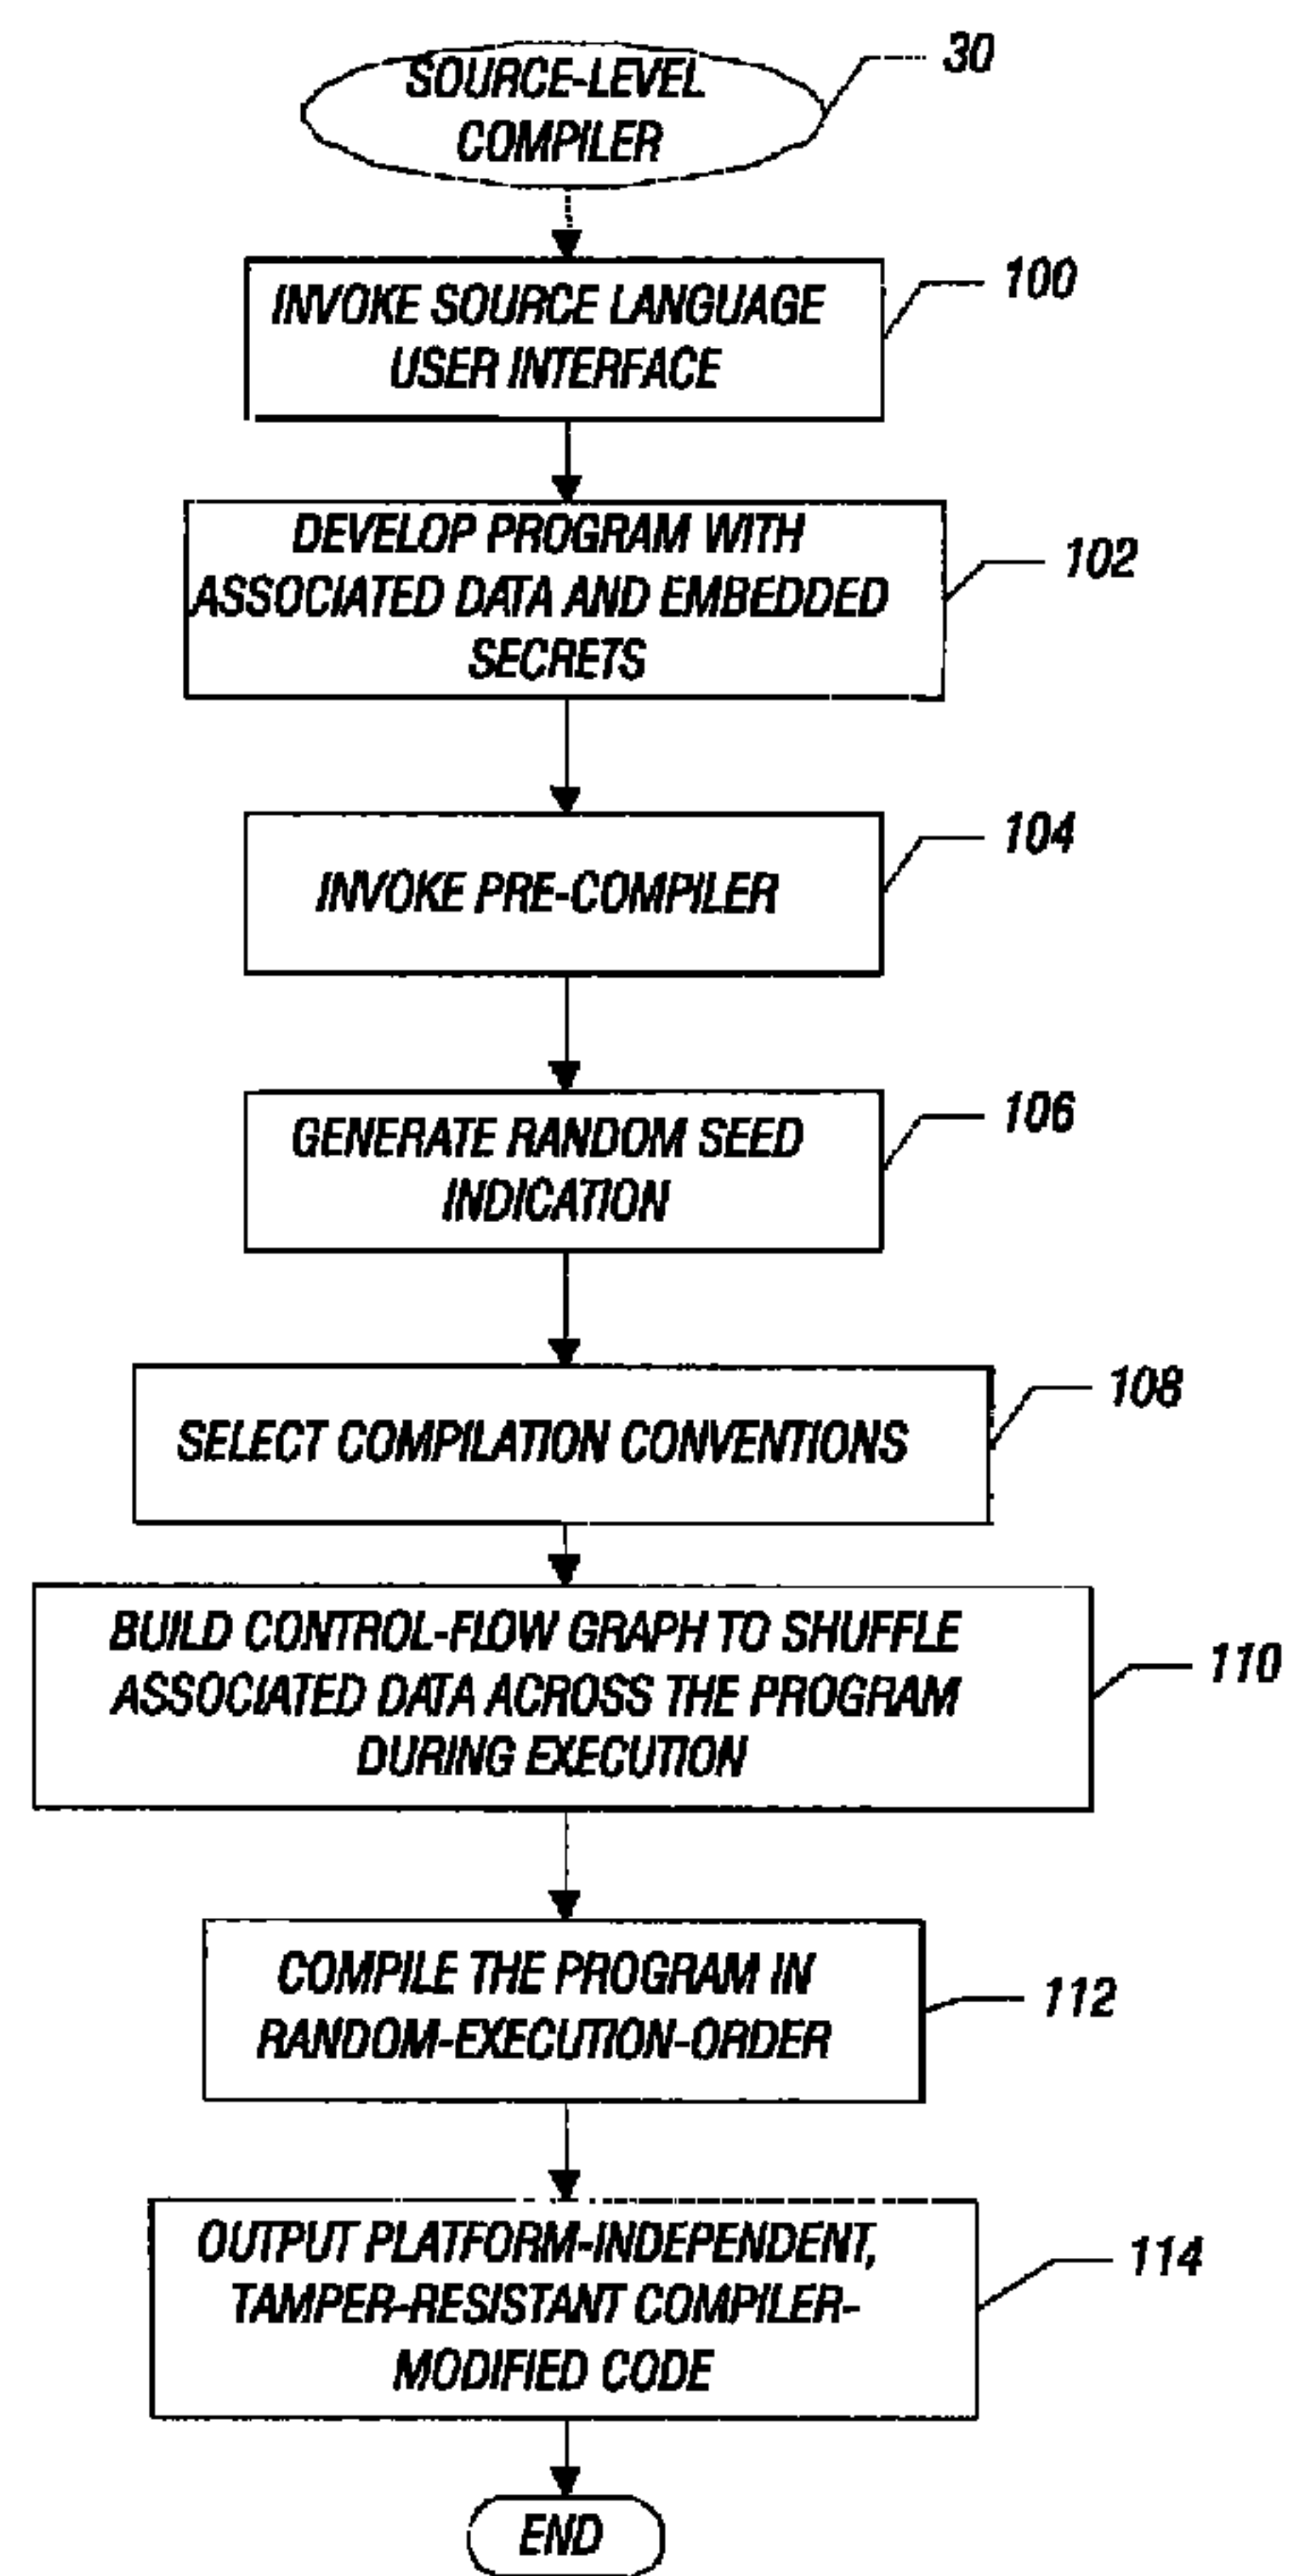 SOURCE-LEVEL
COMPILER
30
INVOKE SOURCE LANGUAGE
USER INTERFACE
100
DEVELOP PROGRAM WITH
ASSOCIATED DATA AND EMBEDDED
SECRETS
102
INVOKE PRE-COMPILER
104
GENERATE RANDOM SEED
INDICATION
106
SELECT COMPILATION CONVENTIONS
108
BUILD CONTROL-FLOW GRAPH TO SHUFFLE
ASSOCIATED DATA ACROSS THE PROGRAM
DURING EXECUTION
110
COMPILE THE PROGRAM IN
RANDOM-EXECUTION-ORDER
112
OUTPUT PLATFORM-INDEPENDENT,
TAMPER-RESISTANT COMPILER-
MODIFIED CODE
114
END